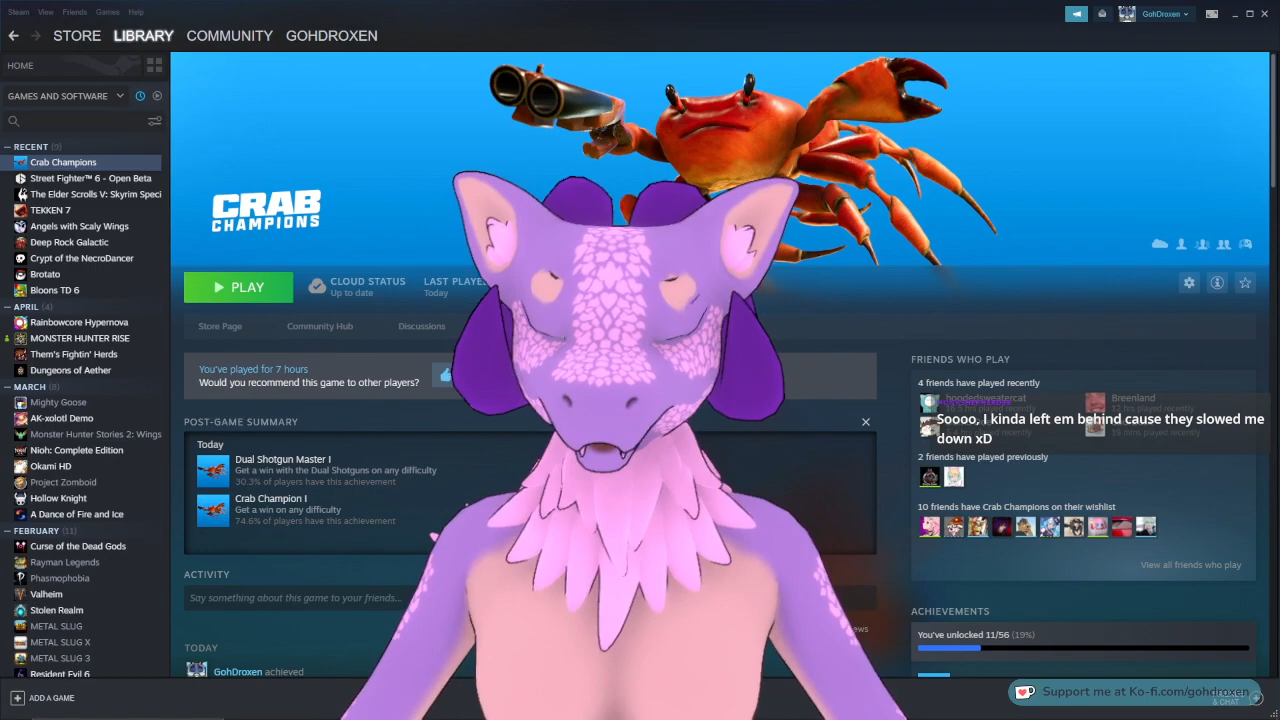 Steam View Friends Games Help
GohDroxen
STORE LIBRARY COMMUNITY GOHDROXEN
HOME
GAMES AND SOFTWARE
RECENT (9)
Crab Champions
Street Fighter™ 6 - Open Beta
The Elder Scrolls V: Skyrim Speci
TEKKEN 7
Angels with Scaly Wings
Deep Rock Galactic
Crypt of the NecroDancer
Brotato
Bloons TD 6
APRIL (4)
Rainbowcore Hypernova
MONSTER HUNTER RISE
Them's Fightin' Herds
Dungeons of Aether
MARCH (8)
Mighty Goose
AK-xolotl Demo
Monster Hunter Stories 2: Wings
Nioh: Complete Edition
Okami HD
Project Zomboid
Hollow Knight
A Dance of Fire and Ice
FEBRUARY (11)
Curse of the Dead Gods
Rayman Legends
Phasmophobia
Valheim
Stolen Realm
METAL SLUG
METAL SLUG X
METAL SLUG 3
Resident Evil 6
ADD A GAME
CRAB
CHAMPIONS
PLAY
CLOUD STATUS
Up to date
LAST PLAYE
Today
Store Page Community Hub Discussions
You've played for 7 hours
Would you recommend this game to other players?
POST-GAME SUMMARY
Today
Dual Shotgun Master I
Get a win with the Dual Shotguns on any difficulty
30.3% of players have this achievement
Crab Champion I
Get a win on any difficulty
74.6% of players have this achievement
ACTIVITY
Say something about this game to your friends...
ews
TODAY
GohDroxen achieved
FRIENDS WHO PLAY
4 friends have played recently
hoodedsweatercat
Breenland
12 hrs played recently
Soooo, I kinda left em behind cause they slowed me
down xD
19 mins played recently
2 friends have played previously
10 friends have Crab Champions on their wishlist
View all friends who play
ACHIEVEMENTS
You've unlocked 11/56 (19%)
Support me at Ko-fi.com/gohdroxen
& CHAT